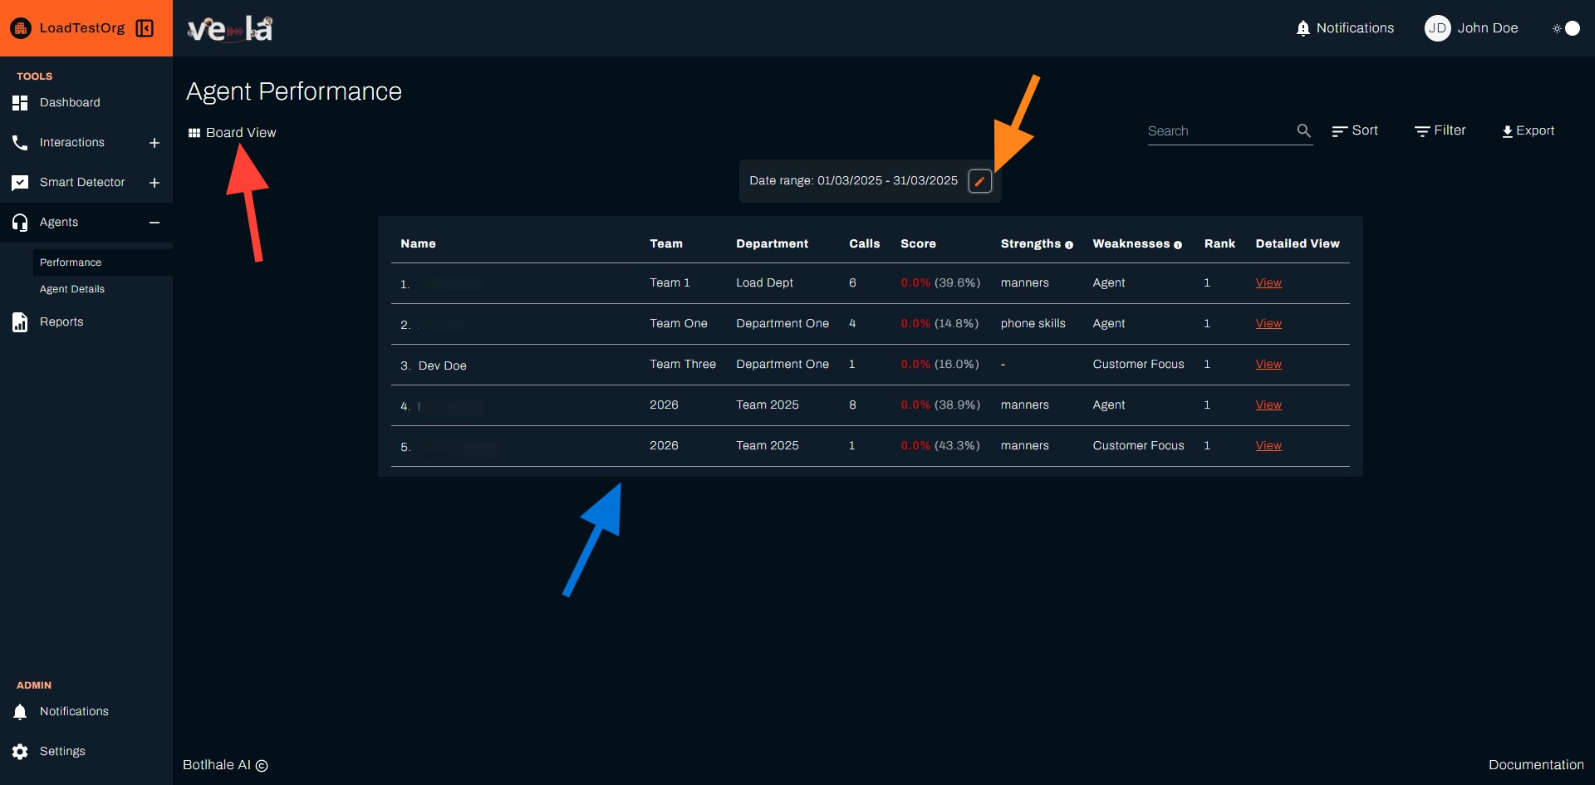 LoadTestOrg
vela
Notifications
JD John Doe
TOOLS
Dashboard
Interactions +
Smart Detector +
Agents −
Performance
Agent Details
Reports
ADMIN
Notifications
Settings
Agent Performance
Board View
Search
Sort
Filter
Export
Date range: 01/03/2025 - 31/03/2025
Name Team Department Calls Score Strengths Weaknesses Rank Detailed View
1. Team 1 Load Dept 6 0.0% (39.6%) manners Agent 1 View
2. Team One Department One 4 0.0% (14.8%) phone skills Agent 1 View
3. Dev Doe Team Three Department One 1 0.0% (16.0%) - Customer Focus 1 View
4. 2026 Team 2025 8 0.0% (38.9%) manners Agent 1 View
5. 2026 Team 2025 1 0.0% (43.3%) manners Customer Focus 1 View
Botlhale AI ©
Documentation